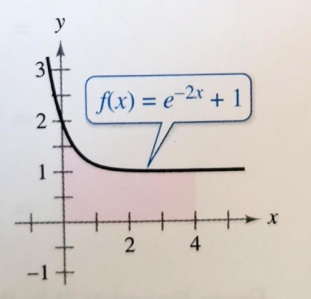 y
3
f(x) = e^{-2x} + 1
2
1
x
2 4
-1